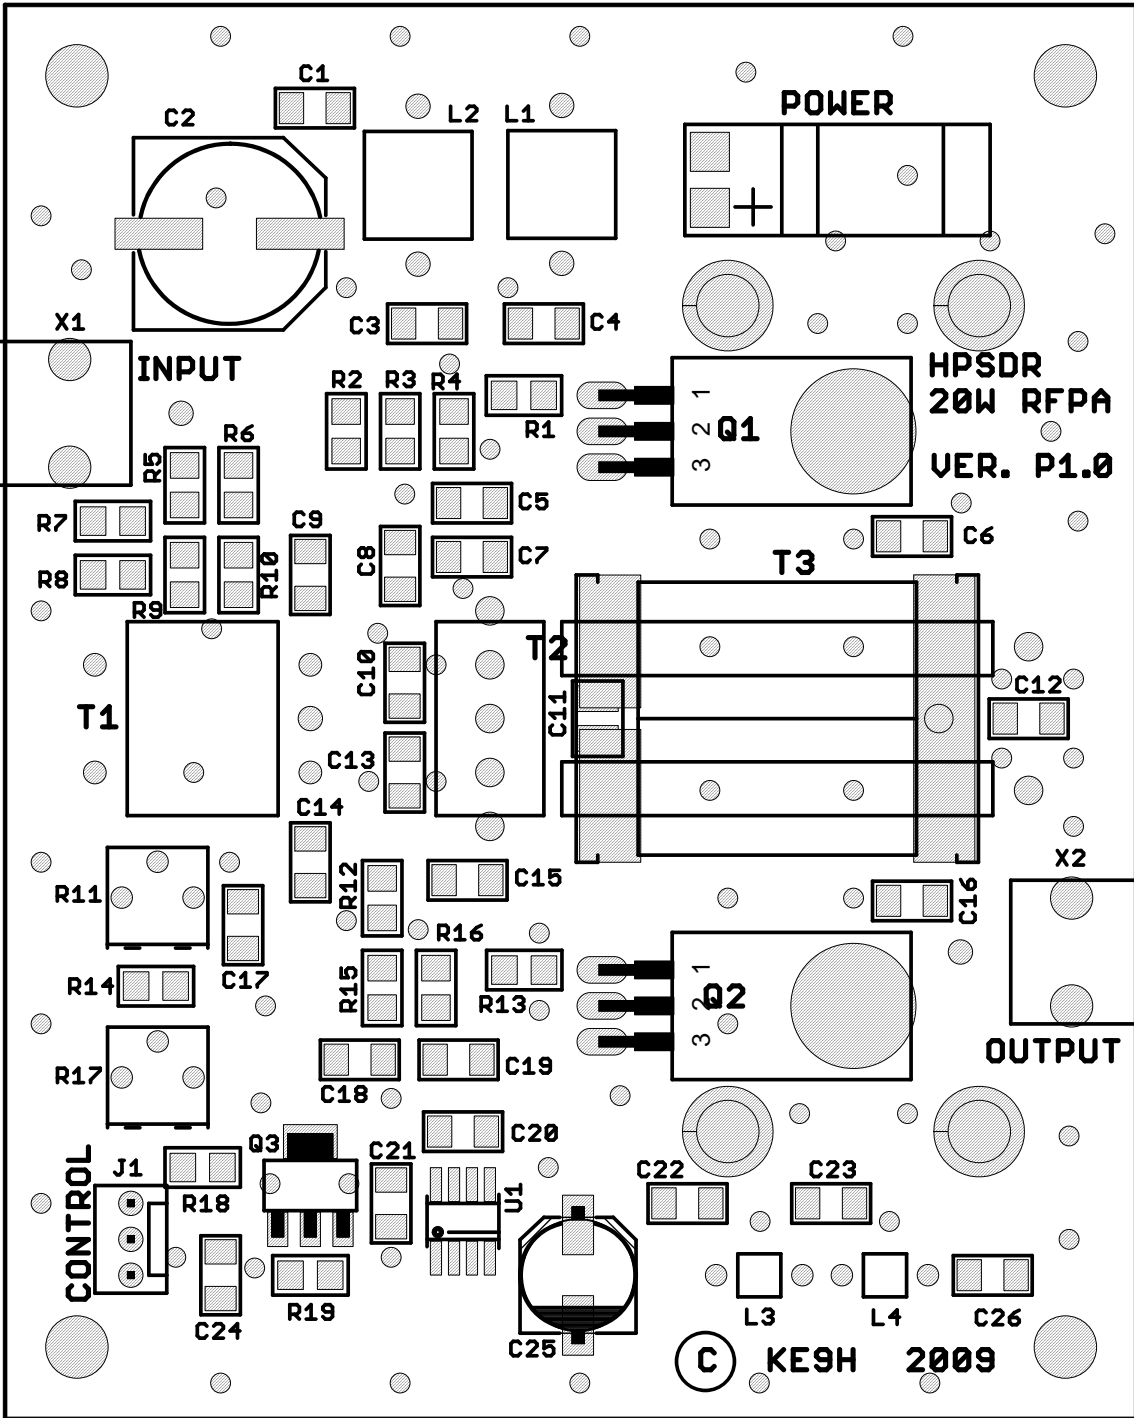 C1
C2
L2
L1
POWER
+
X1
INPUT
C3
C4
HPSDR
20W RFPA
VER. P1.0
R2
R3
R4
R1
1
2
3
Q1
R5
R6
R7
R8
C9
C8
C5
C7
C6
R9
R10
T3
T1
T2
C10
C11
C12
C13
C14
X2
R11
R12
C15
C16
C17
R16
R14
R15
R13
1
2
3
Q2
OUTPUT
R17
C18
C19
C20
Q3
C21
C22
C23
CONTROL
J1
R18
U1
C24
R19
C25
L3
L4
C26
C KE9H 2009